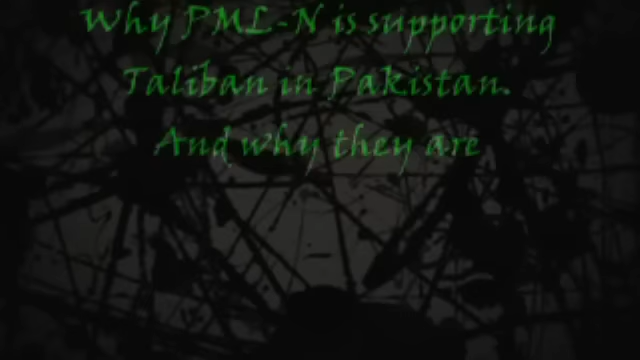 Why PML-N is supporting
Taliban in Pakistan.
And why they are